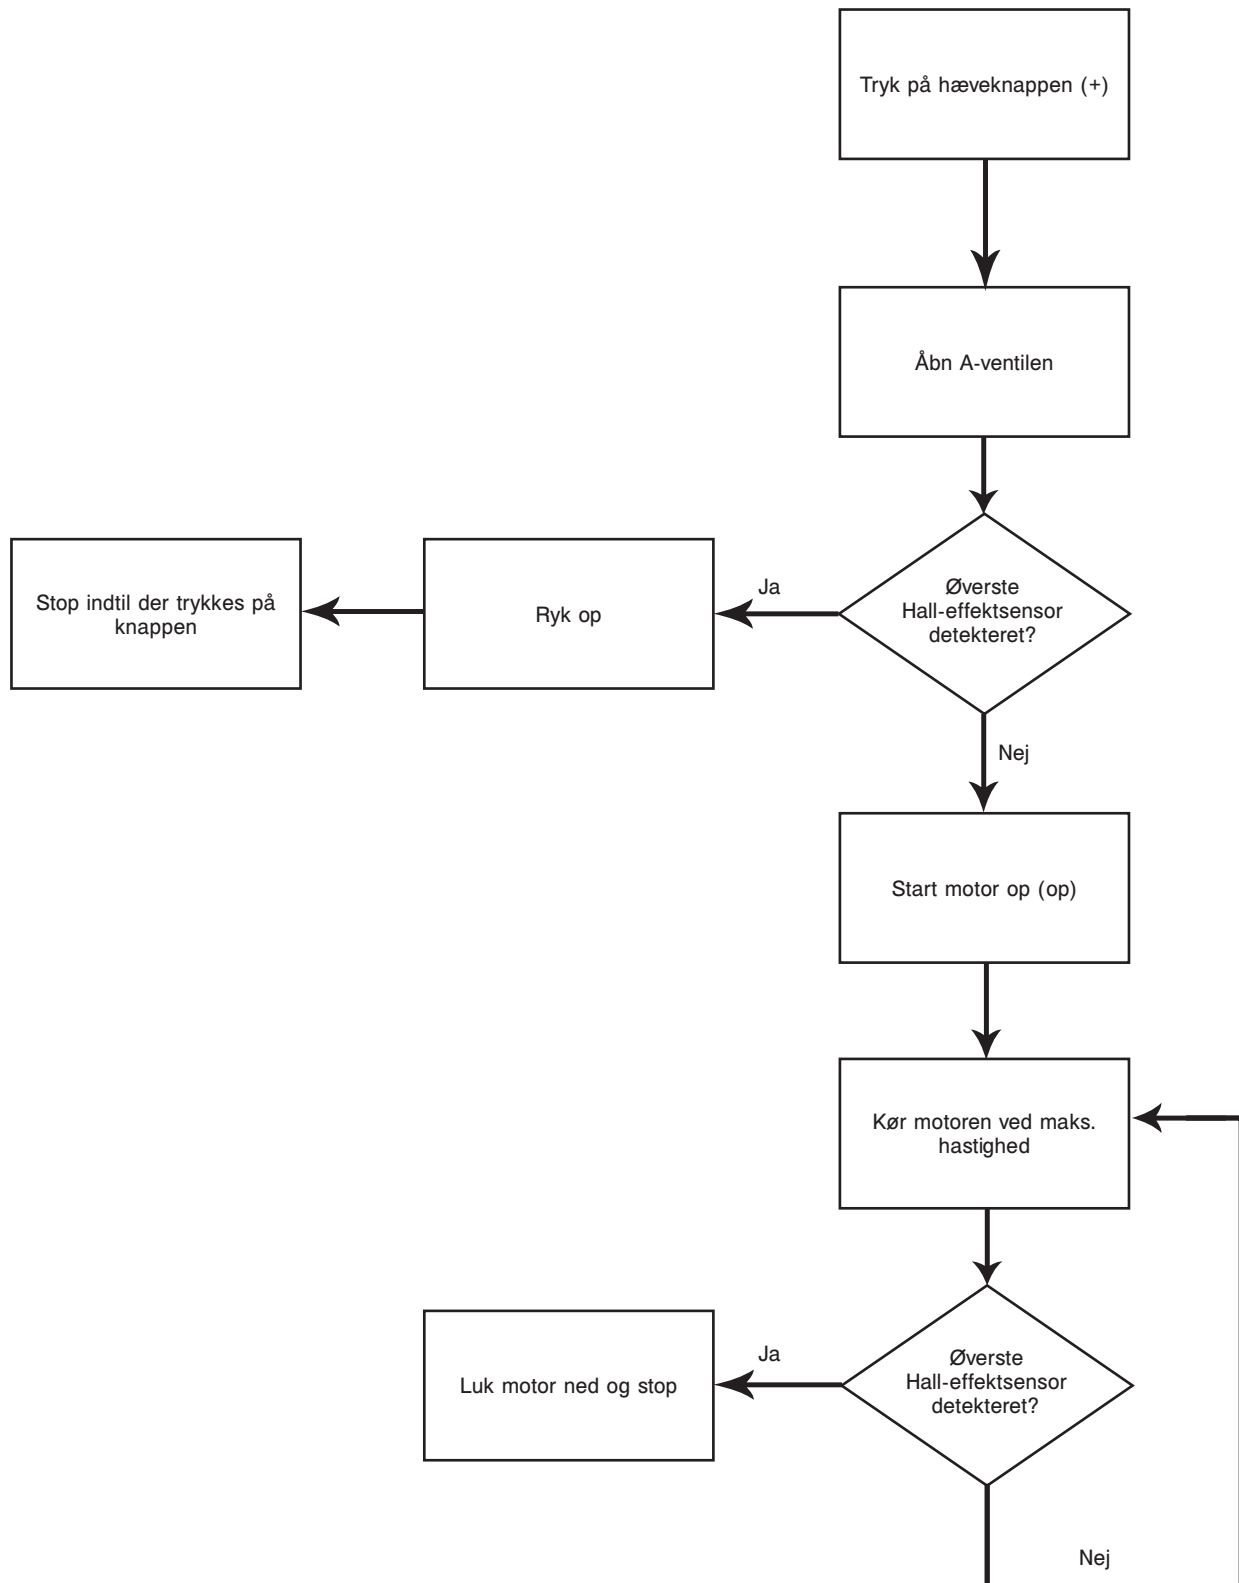 Tryk på hæveknappen (+)
Åbn A-ventilen
Øverste
Hall-effektsensor
detekteret?
Ja
Ryk op
Stop indtil der trykkes på
knappen
Nej
Start motor op (op)
Kør motoren ved maks.
hastighed
Øverste
Hall-effektsensor
detekteret?
Ja
Luk motor ned og stop
Nej